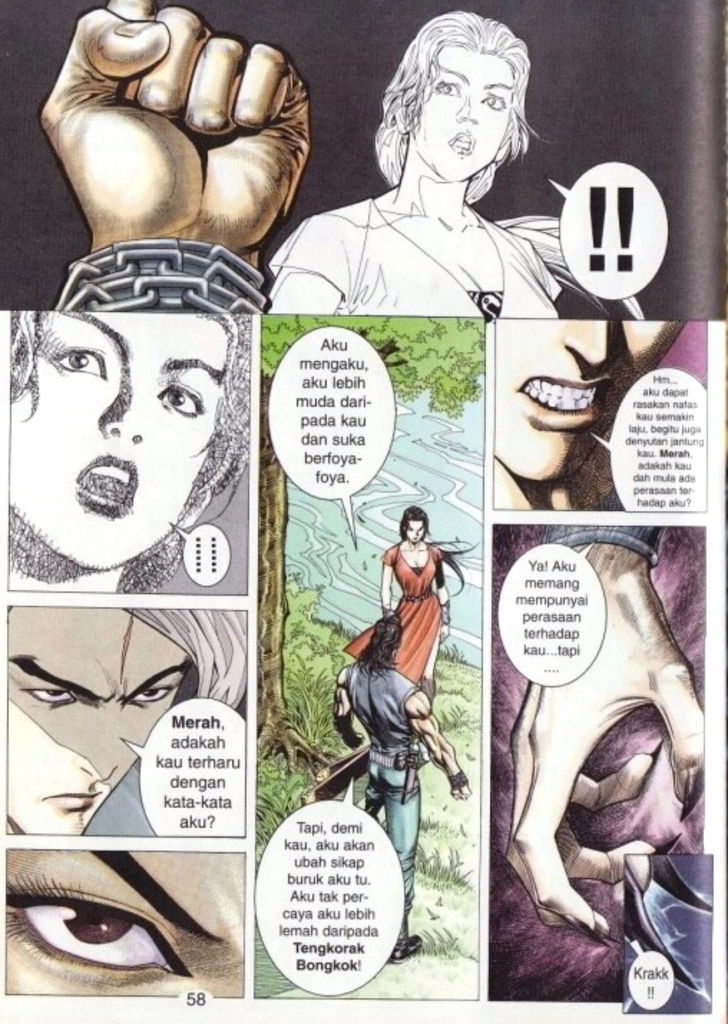 !!
!!!!
Merah,
adakah
kau terharu
dengan
kata-kata
aku?
Aku
mengaku,
aku lebih
muda dari-
pada kau
dan suka
berfoya-
foya.
Tapi, demi
kau, aku akan
ubah sikap
buruk aku tu.
Aku tak per-
caya aku lebih
lemah daripada
Tengkorak
Bongkok!
Hm...
aku dapat
rasakan natas
kau semakin
laju, begitu juga
denyutan jantung
kau. Merah,
adakah kau
dah mula ada
perasaan ter-
hadap aku?
Ya! Aku
memang
mempunyai
perasaan
terhadap
kau...tapi
....
Krakk
!!
58